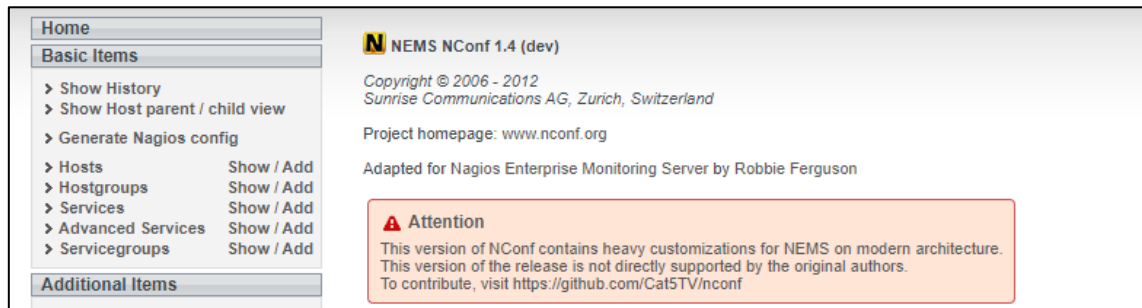 Home
Basic Items
Show History
Show Host parent / child view
Generate Nagios config
Hosts Show / Add
Hostgroups Show / Add
Services Show / Add
Advanced Services Show / Add
Servicegroups Show / Add
Additional Items
N NEMS NConf 1.4 (dev)
Copyright © 2006 - 2012
Sunrise Communications AG, Zurich, Switzerland
Project homepage: www.nconf.org
Adapted for Nagios Enterprise Monitoring Server by Robbie Ferguson
Attention
This version of NConf contains heavy customizations for NEMS on modern architecture.
This version of the release is not directly supported by the original authors.
To contribute, visit https://github.com/Cat5TV/nconf